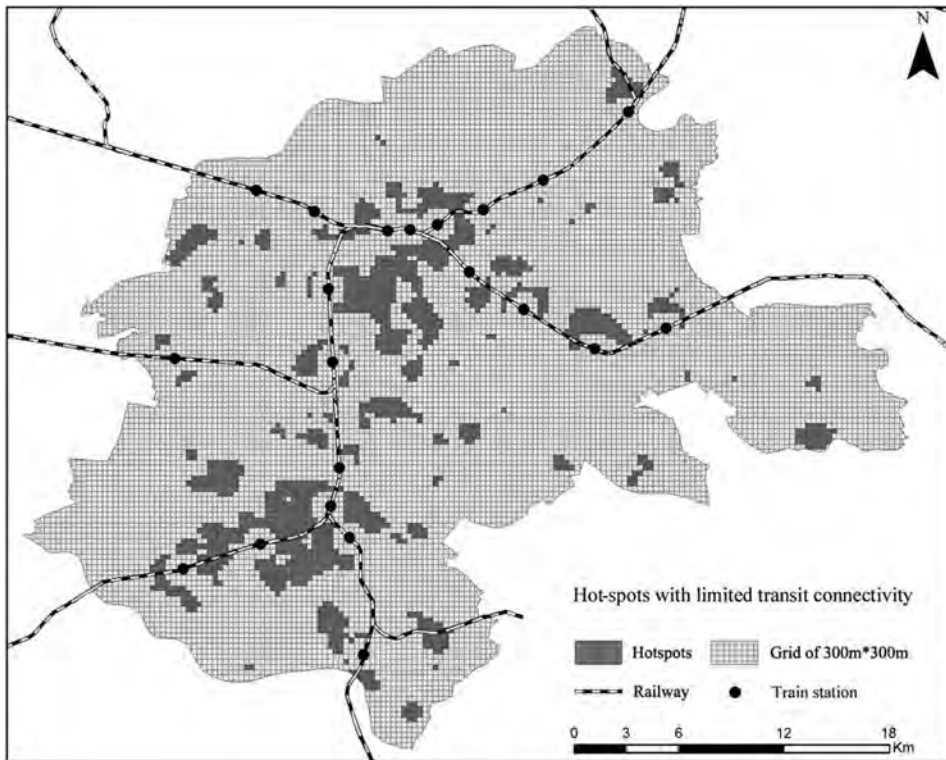 N
Hot-spots with limited transit connectivity
Hotspots Grid of 300m*300m
Railway Train station
0 3 6 12 18
Km